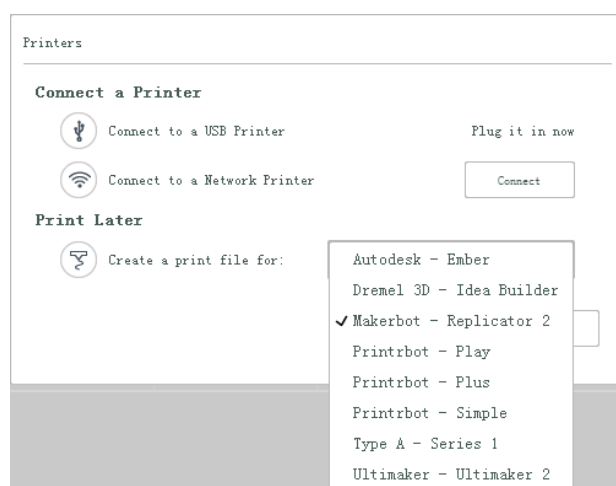 Printers
Connect a Printer
Connect to a USB Printer Plug it in now
Connect to a Network Printer Connect
Print Later
Create a print file for:
Autodesk - Ember
Dremel 3D - Idea Builder
✓ Makerbot - Replicator 2
Printrbot - Play
Printrbot - Plus
Printrbot - Simple
Type A - Series 1
Ultimaker - Ultimaker 2